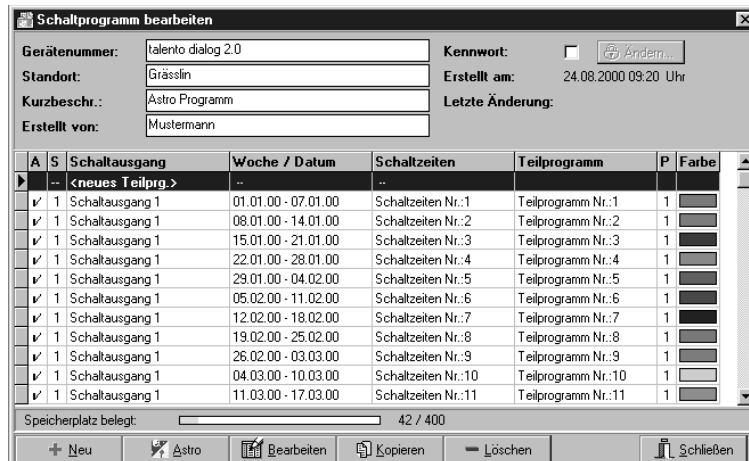 Schaltprogramm bearbeiten
Gerätenummer: talento dialog 2.0 Kennwort: Ändern...
Standort: Grässlin Erstellt am: 24.08.2000 09:20 Uhr
Kurzbeschr.: Astro Programm Letzte Änderung:
Erstellt von: Mustermann
A S Schaltausgang Woche / Datum Schaltzeiten Teilprogramm P Farbe
-- <neues Teilprg.> -- --
1 Schaltausgang 1 01.01.00 - 07.01.00 Schaltzeiten Nr.:1 Teilprogramm Nr.:1 1
1 Schaltausgang 1 08.01.00 - 14.01.00 Schaltzeiten Nr.:2 Teilprogramm Nr.:2 1
1 Schaltausgang 1 15.01.00 - 21.01.00 Schaltzeiten Nr.:3 Teilprogramm Nr.:3 1
1 Schaltausgang 1 22.01.00 - 28.01.00 Schaltzeiten Nr.:4 Teilprogramm Nr.:4 1
1 Schaltausgang 1 29.01.00 - 04.02.00 Schaltzeiten Nr.:5 Teilprogramm Nr.:5 1
1 Schaltausgang 1 05.02.00 - 11.02.00 Schaltzeiten Nr.:6 Teilprogramm Nr.:6 1
1 Schaltausgang 1 12.02.00 - 18.02.00 Schaltzeiten Nr.:7 Teilprogramm Nr.:7 1
1 Schaltausgang 1 19.02.00 - 25.02.00 Schaltzeiten Nr.:8 Teilprogramm Nr.:8 1
1 Schaltausgang 1 26.02.00 - 03.03.00 Schaltzeiten Nr.:9 Teilprogramm Nr.:9 1
1 Schaltausgang 1 04.03.00 - 10.03.00 Schaltzeiten Nr.:10 Teilprogramm Nr.:10 1
1 Schaltausgang 1 11.03.00 - 17.03.00 Schaltzeiten Nr.:11 Teilprogramm Nr.:11 1
Speicherplatz belegt: 42 / 400
Neu Astro Bearbeiten Kopieren Löschen Schließen